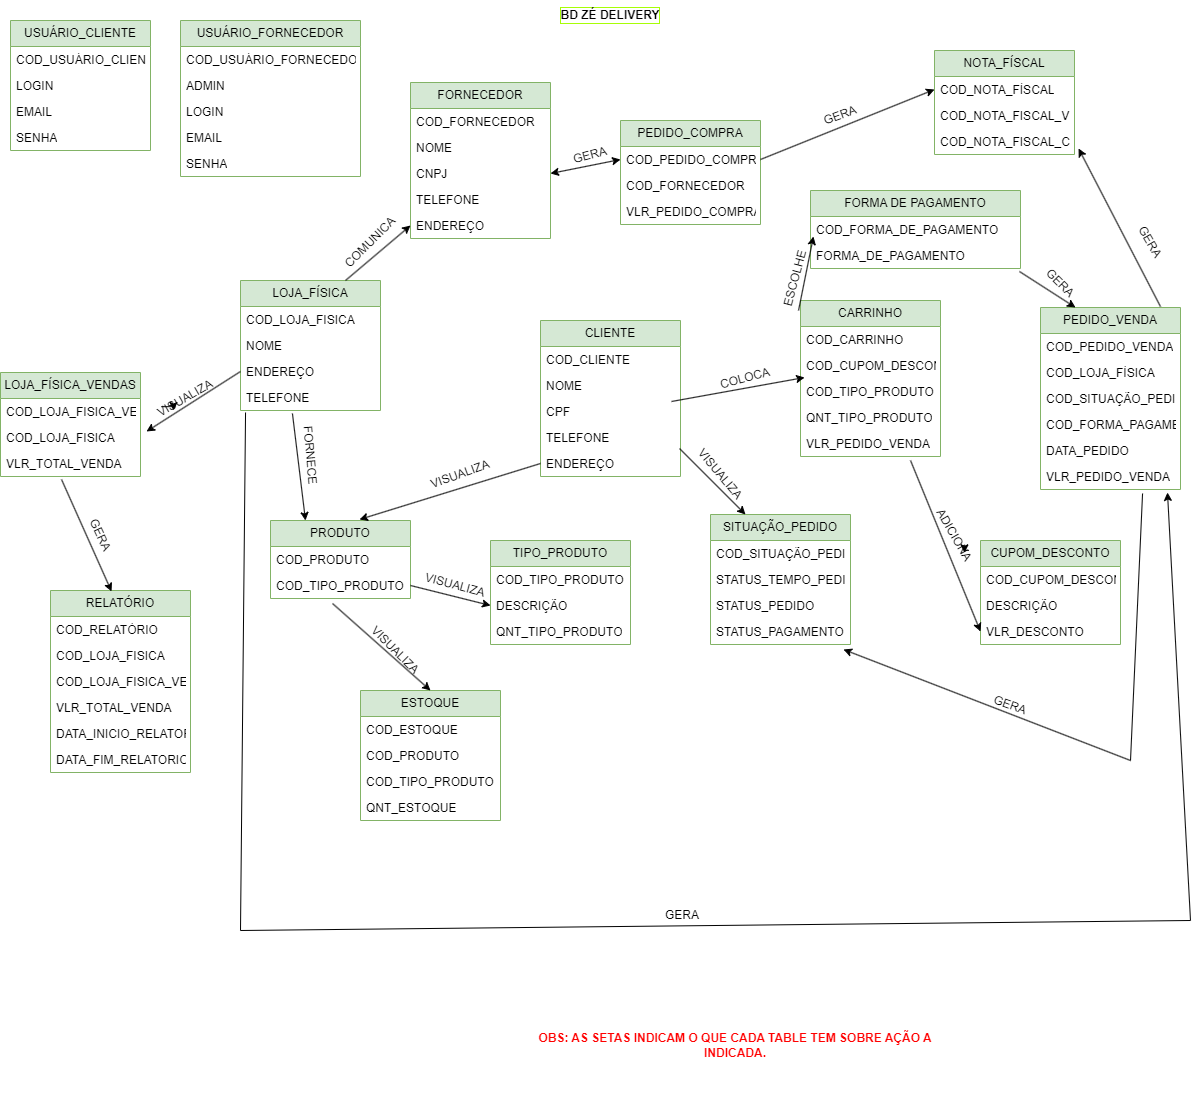 BD ZÉ DELIVERY
USUÁRIO_CLIENTE
COD_USUÁRIO_CLIEN
LOGIN
EMAIL
SENHA
USUÁRIO_FORNECEDOR
COD_USUÁRIO_FORNECEDO
ADMIN
LOGIN
EMAIL
SENHA
FORNECEDOR
COD_FORNECEDOR
NOME
CNPJ
TELEFONE
ENDEREÇO
GERA
PEDIDO_COMPRA
COD_PEDIDO_COMPR
COD_FORNECEDOR
VLR_PEDIDO_COMPRA
GERA
NOTA_FÍSCAL
COD_NOTA_FÍSCAL
COD_NOTA_FISCAL_V
COD_NOTA_FISCAL_C
FORMA DE PAGAMENTO
COD_FORMA_DE_PAGAMENTO
FORMA_DE_PAGAMENTO
GERA
GERA
COMUNICA
ESCOLHE
LOJA_FÍSICA
COD_LOJA_FISICA
NOME
ENDEREÇO
TELEFONE
CLIENTE
COD_CLIENTE
NOME
CPF
TELEFONE
ENDEREÇO
COLOCA
CARRINHO
COD_CARRINHO
COD_CUPOM_DESCON
COD_TIPO_PRODUTO
QNT_TIPO_PRODUTO
VLR_PEDIDO_VENDA
PEDIDO_VENDA
COD_PEDIDO_VENDA
COD_LOJA_FÍSICA
COD_SITUAÇÃO_PEDI
COD_FORMA_PAGAME
DATA_PEDIDO
VLR_PEDIDO_VENDA
LOJA_FÍSICA_VENDAS
COD_LOJA_FISICA_VE
COD_LOJA_FISICA
VLR_TOTAL_VENDA
VISUALIZA
FORNECE
VISUALIZA
VISUALIZA
ADICIONA
GERA
PRODUTO
COD_PRODUTO
COD_TIPO_PRODUTO
VISUALIZA
TIPO_PRODUTO
COD_TIPO_PRODUTO
DESCRIÇÃO
QNT_TIPO_PRODUTO
SITUAÇÃO_PEDIDO
COD_SITUAÇÃO_PEDI
STATUS_TEMPO_PEDI
STATUS_PEDIDO
STATUS_PAGAMENTO
CUPOM_DESCONTO
COD_CUPOM_DESCON
DESCRIÇÃO
VLR_DESCONTO
RELATÓRIO
COD_RELATÓRIO
COD_LOJA_FISICA
COD_LOJA_FISICA_VE
VLR_TOTAL_VENDA
DATA_INICIO_RELATOR
DATA_FIM_RELATORIO
VISUALIZA
ESTOQUE
COD_ESTOQUE
COD_PRODUTO
COD_TIPO_PRODUTO
QNT_ESTOQUE
GERA
GERA
OBS: AS SETAS INDICAM O QUE CADA TABLE TEM SOBRE AÇÃO A
INDICADA.